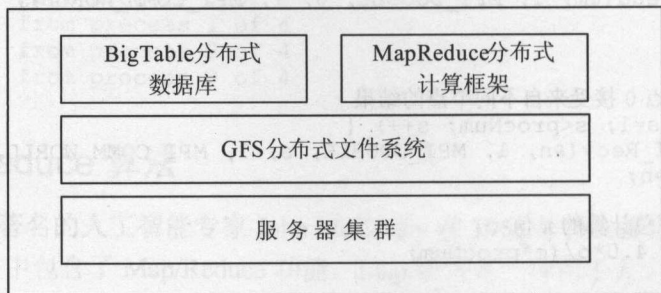 BigTable分布式
数据库
MapReduce分布式
计算框架
GFS分布式文件系统
服务器集群